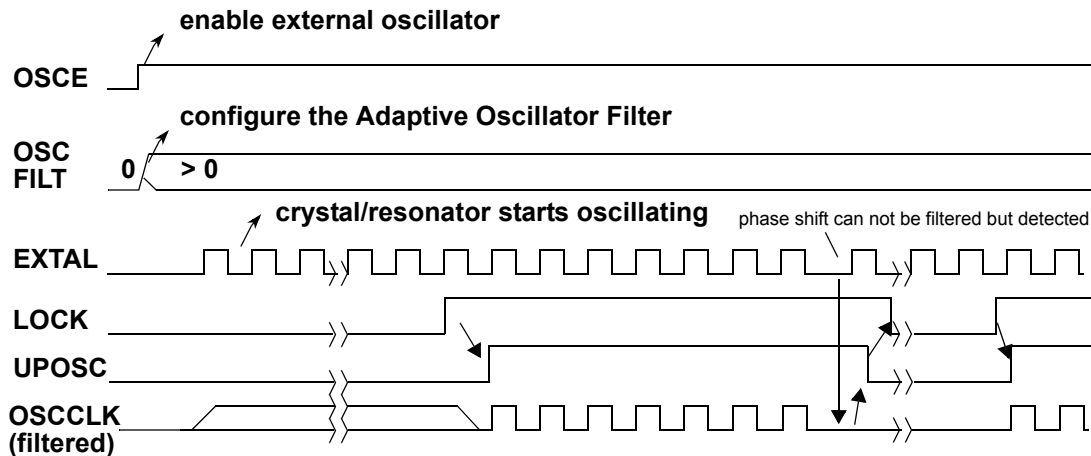 enable external oscillator
OSCE
configure the Adaptive Oscillator Filter
OSC
FILT
0 > 0
crystal/resonator starts oscillating
phase shift can not be filtered but detected
EXTAL
LOCK
UPOSC
OSCCLK
(filtered)